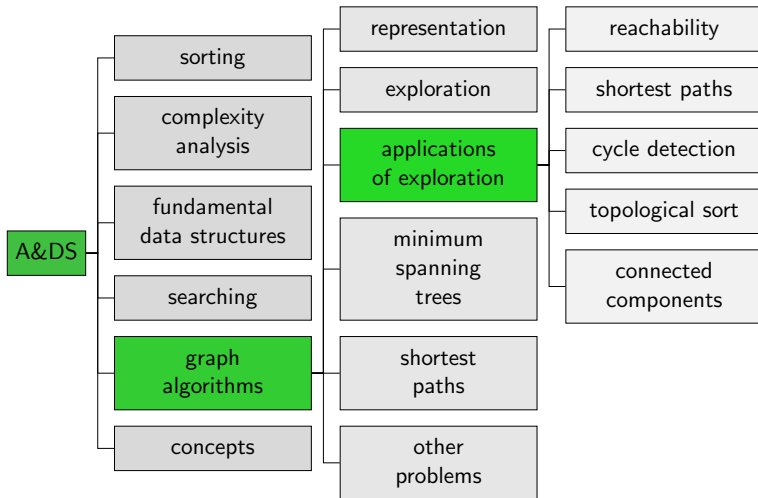 A&DS
sorting
complexity
analysis
fundamental
data structures
searching
graph
algorithms
concepts
representation
exploration
applications
of exploration
minimum
spanning
trees
shortest
paths
other
problems
reachability
shortest paths
cycle detection
topological sort
connected
components